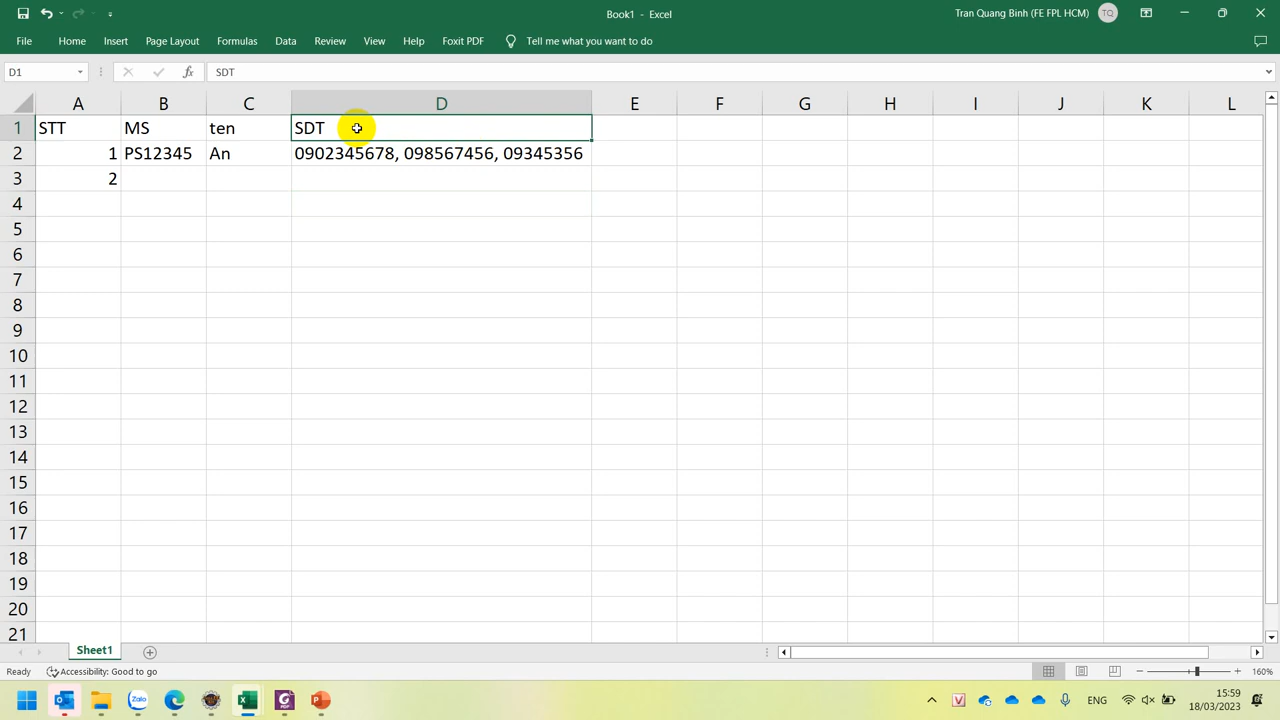 Book1 - Excel
Tran Quang Binh (FE FPL HCM) TQ
File Home Insert Page Layout Formulas Data Review View Help Foxit PDF Tell me what you want to do
D1 fx SDT
A B C D E F G H I J K L
1 STT MS ten SDT
2 1 PS12345 An 0902345678, 098567456, 09345356
3 2
4
5
6
7
8
9
10
11
12
13
14
15
16
17
18
19
20
21
Sheet1
Ready Accessibility: Good to go 160%
Zalo PDF V ENG 15:59
18/03/2023